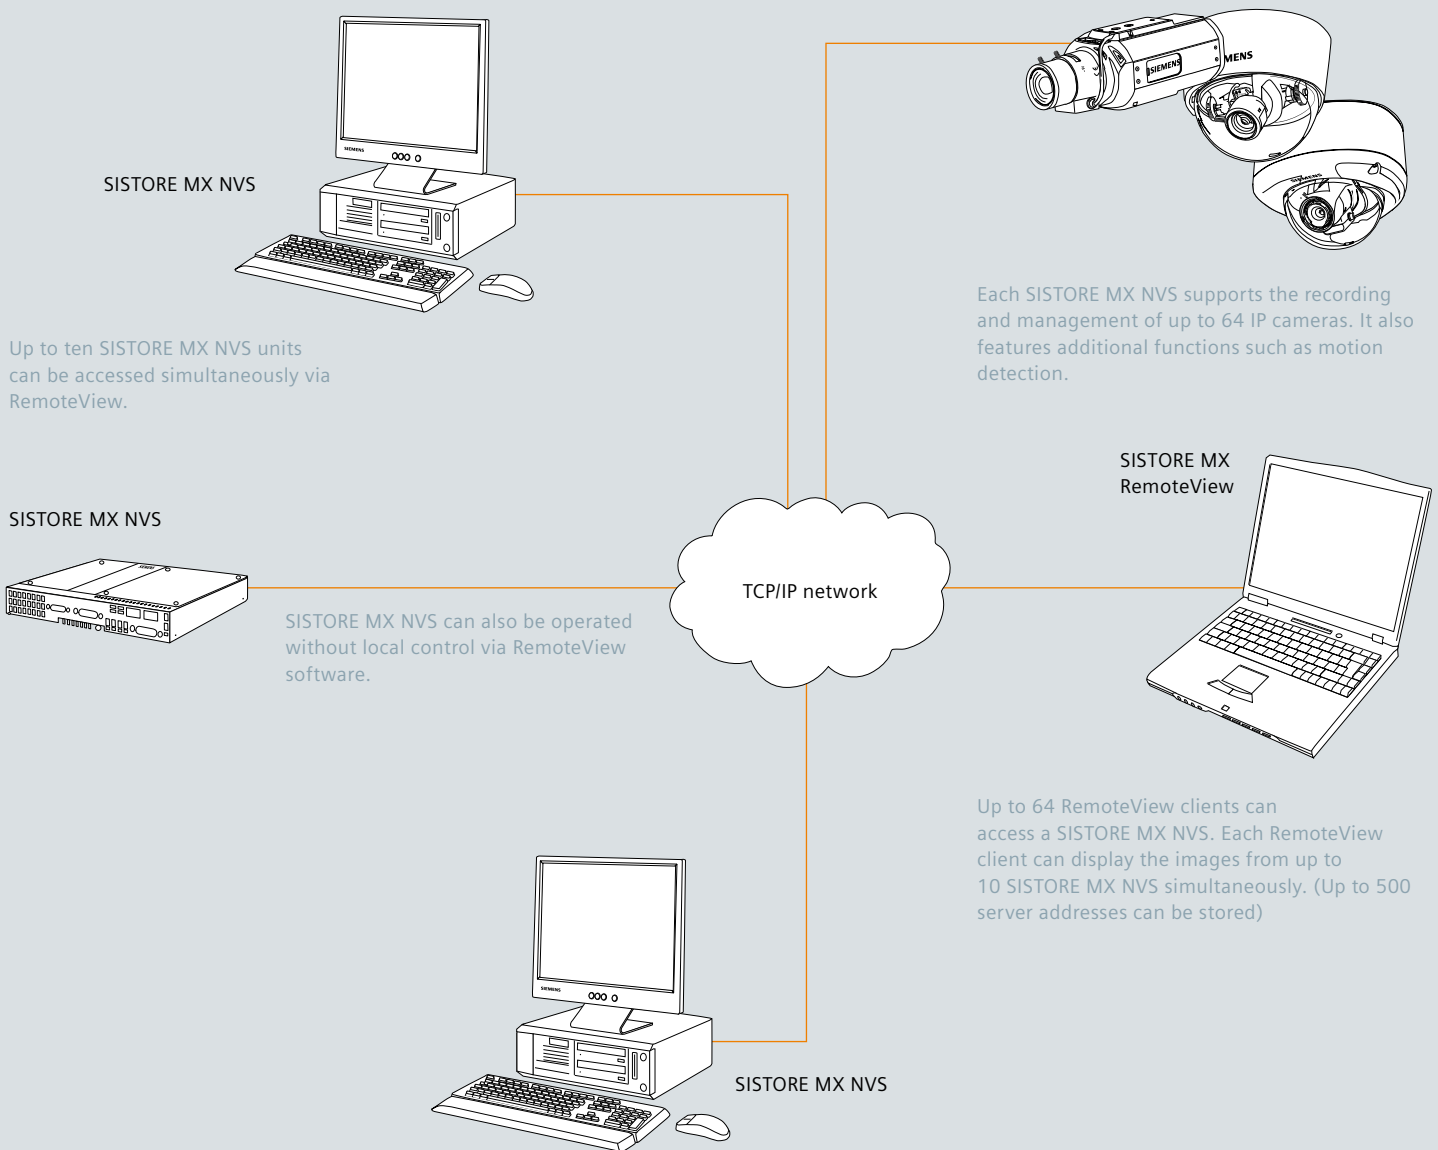 SIEMENS
MENS
SIEMENS
SIEMENS
SISTORE MX NVS
Each SISTORE MX NVS supports the recording
and management of up to 64 IP cameras. It also
features additional functions such as motion
detection.
Up to ten SISTORE MX NVS units
can be accessed simultaneously via
RemoteView.
SISTORE MX
RemoteView
SISTORE MX NVS
SIEMENS
TCP/IP network
SISTORE MX NVS can also be operated
without local control via RemoteView
software.
Up to 64 RemoteView clients can
access a SISTORE MX NVS. Each RemoteView
client can display the images from up to
10 SISTORE MX NVS simultaneously. (Up to 500
server addresses can be stored)
SIEMENS
SISTORE MX NVS